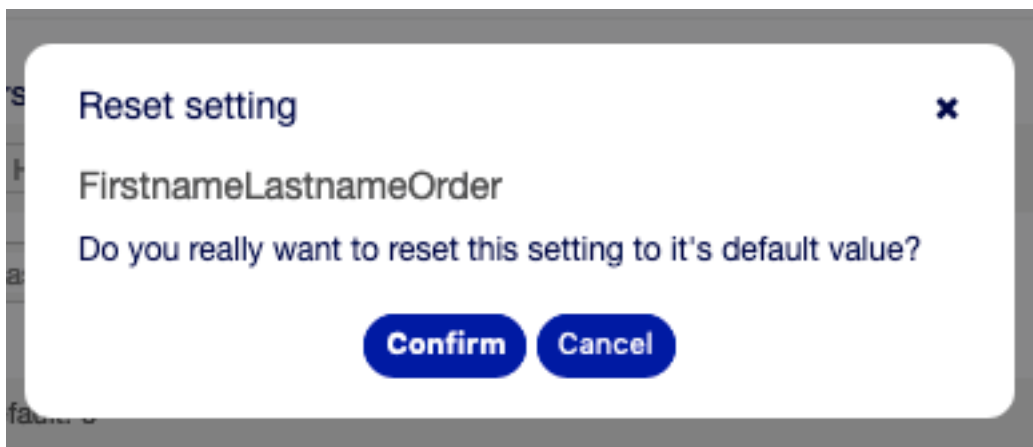 Reset setting
FirstnameLastnameOrder
Do you really want to reset this setting to it's default value?
Confirm Cancel